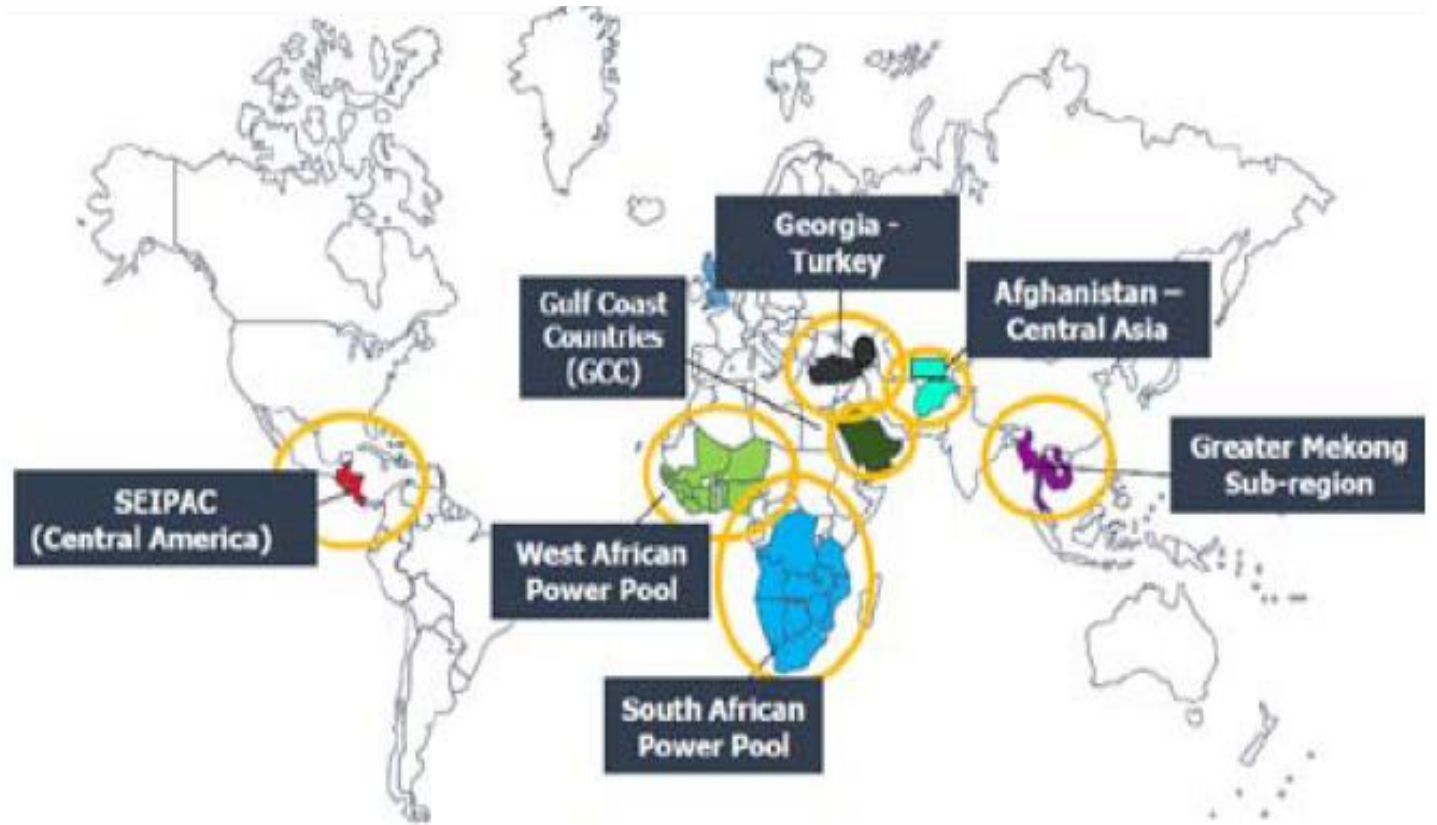 Georgia -
Turkey
Gulf Coast
Countries
(GCC)
Afghanistan –
Central Asia
SEIPAC
(Central America)
West African
Power Pool
Greater Mekong
Sub-region
South African
Power Pool